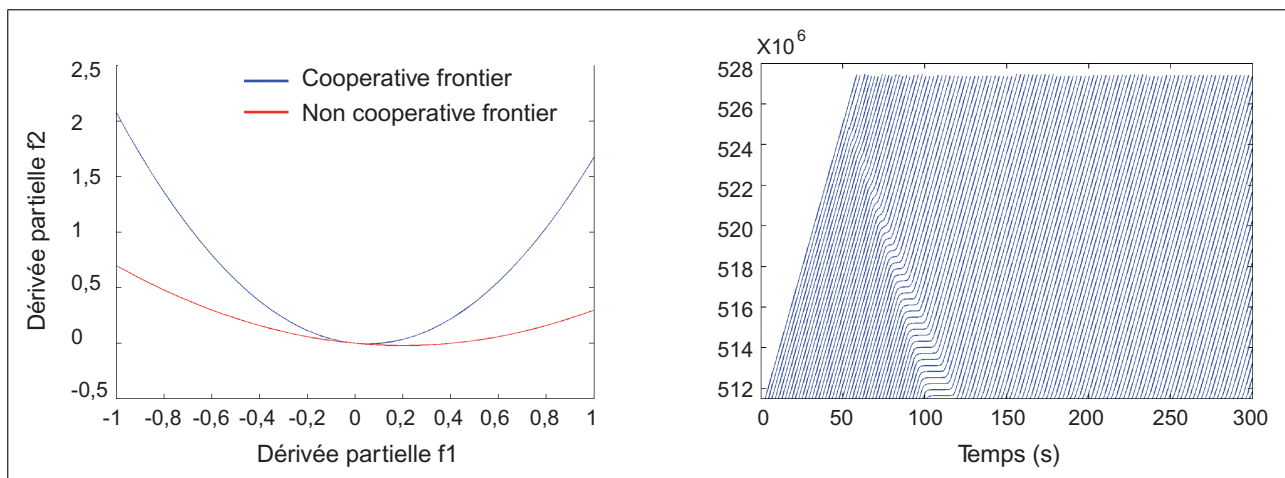 2,5
2
1,5
1
0,5
0
-0,5
Dérivée partielle f2
Cooperative frontier
Non cooperative frontier
-1 -0,8 -0,6 -0,4 -0,2 0 0,2 0,4 0,6 0,8 1
Dérivée partielle f1
X10 6
528
526
524
522
520
518
516
514
512
0 50 100 150 200 250 300
Temps (s)